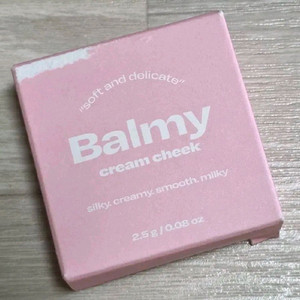 "soft and delicate"
Balmy
cream cheek
silky. creamy. smooth. milky
2.5 g / 0.08 oz